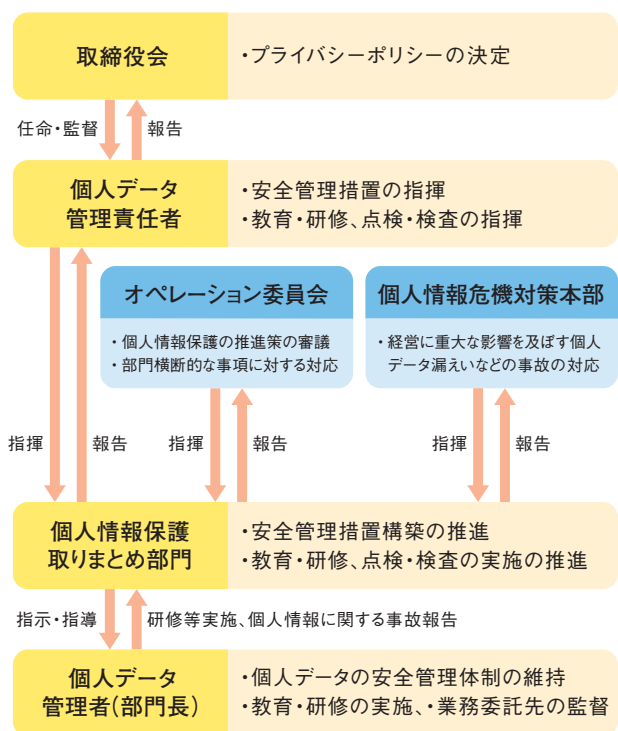 取締役会
・プライバシーポリシーの決定
任命・監督
報告
個人データ
管理責任者
・安全管理措置の指揮
・教育・研修、点検・検査の指揮
オペレーション委員会
・個人情報保護の推進策の審議
・部門横断的な事項に対する対応
個人情報危機対策本部
・経営に重大な影響を及ぼす個人
データ漏えいなどの事故の対応
指揮
報告
指揮
報告
指揮
報告
個人情報保護
取りまとめ部門
・安全管理措置構築の推進
・教育・研修、点検・検査の実施の推進
指示・指導
研修等実施、個人情報に関する事故報告
個人データ
管理者(部門長)
・個人データの安全管理体制の維持
・教育・研修の実施、・業務委託先の監督